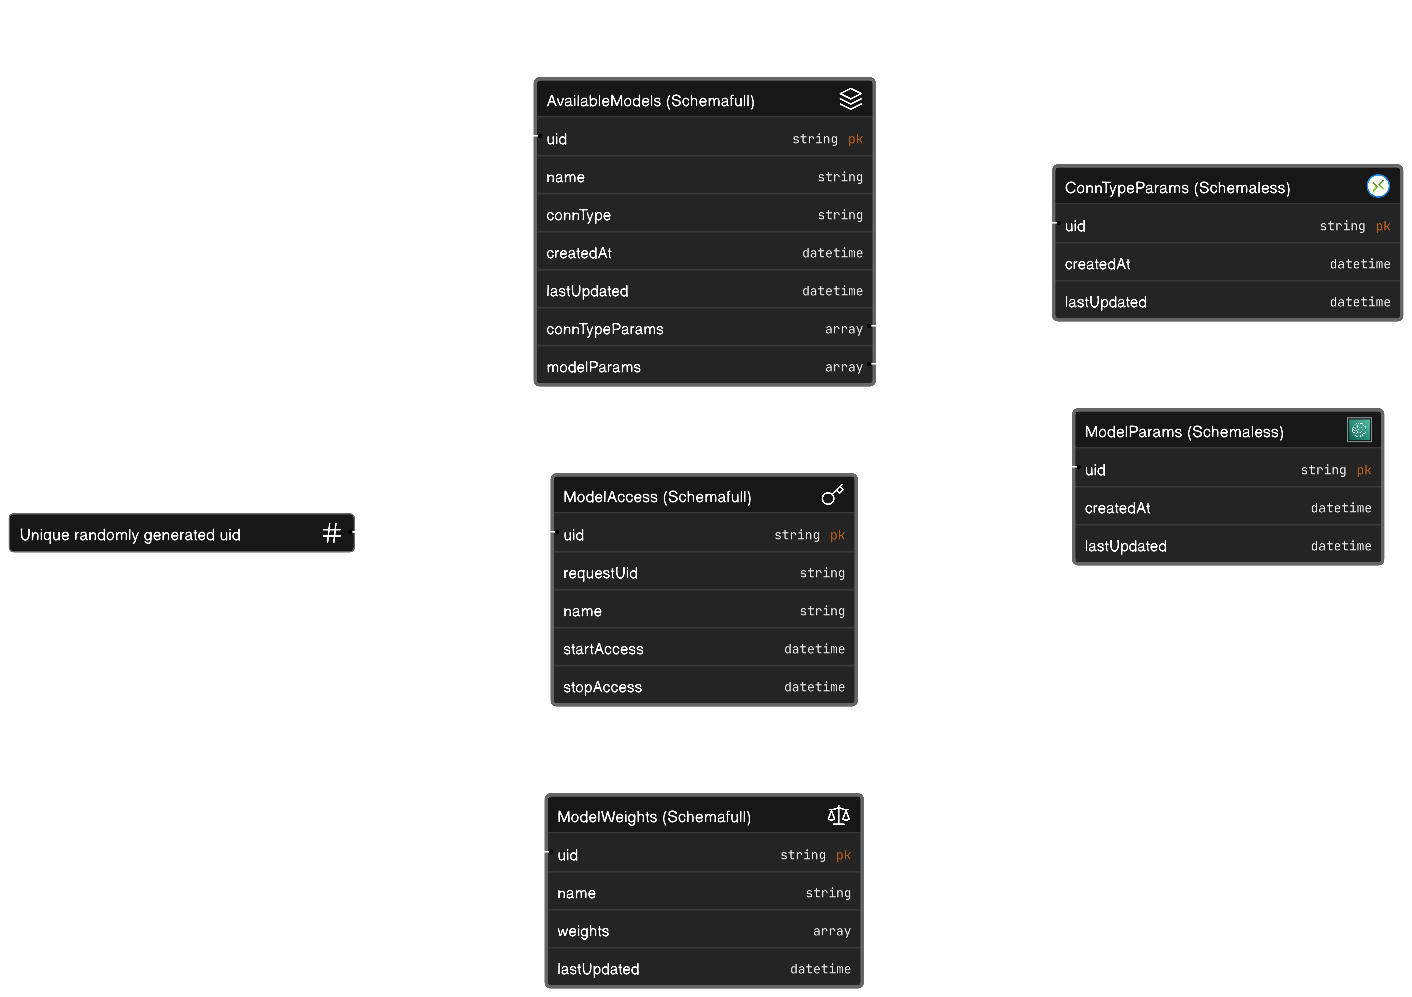 AvailableModels (Schemafull)
uid string pk
name string
connType string
createdAt datetime
lastUpdated datetime
connTypeParams array
modelParams array
ConnTypeParams (Schemaless)
uid string pk
createdAt datetime
lastUpdated datetime
ModelParams (Schemaless)
uid string pk
createdAt datetime
lastUpdated datetime
Unique randomly generated uid
ModelAccess (Schemafull)
uid string pk
requestUid string
name string
startAccess datetime
stopAccess datetime
ModelWeights (Schemafull)
uid string pk
name string
weights array
lastUpdated datetime